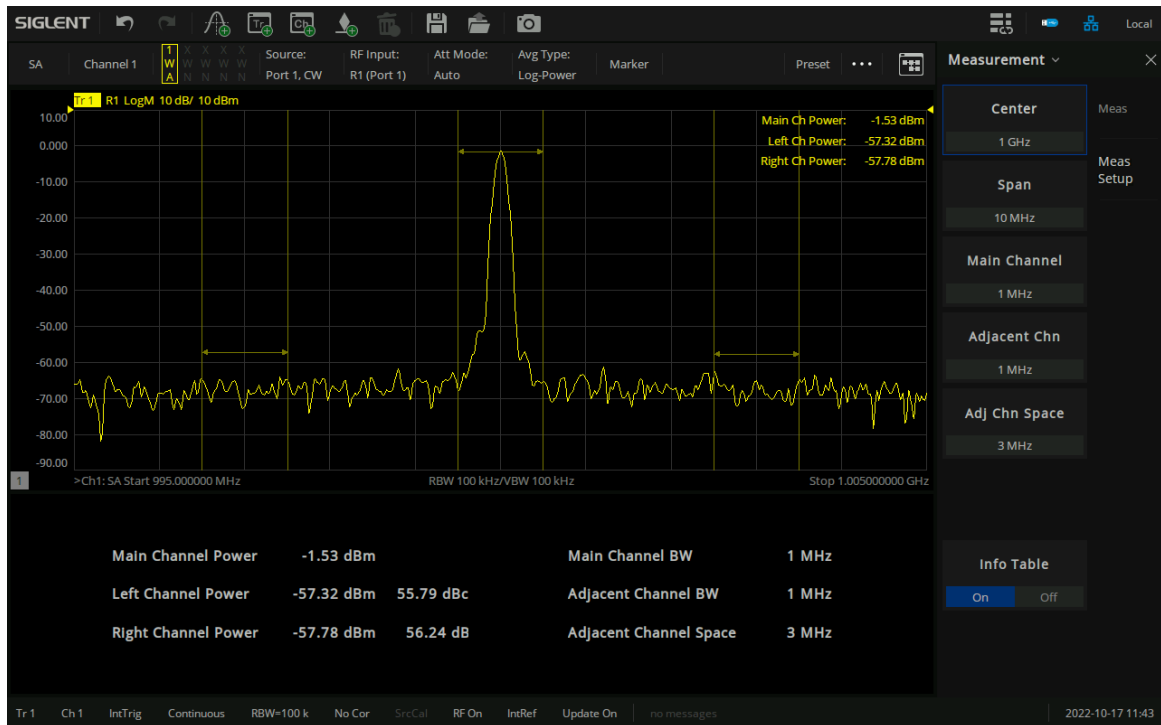 SIGLENT
Tr
Ch
Local
SA
Channel 1
1 X X X X
W W W W W
A N N N N
Source:
Port 1, CW
RF Input:
R1 (Port 1)
Att Mode:
Auto
Avg Type:
Log-Power
Marker
Preset
Measurement
Tr 1 R1 LogM 10 dB/ 10 dBm
10.00
0.000
-10.00
-20.00
-30.00
-40.00
-50.00
-60.00
-70.00
-80.00
-90.00
Main Ch Power: -1.53 dBm
Left Ch Power: -57.32 dBm
Right Ch Power: -57.78 dBm
1
>Ch1: SA Start 995.000000 MHz
RBW 100 kHz/VBW 100 kHz
Stop 1.005000000 GHz
Main Channel Power -1.53 dBm Main Channel BW 1 MHz
Left Channel Power -57.32 dBm 55.79 dBc Adjacent Channel BW 1 MHz
Right Channel Power -57.78 dBm 56.24 dB Adjacent Channel Space 3 MHz
Center
1 GHz
Span
10 MHz
Main Channel
1 MHz
Adjacent Chn
1 MHz
Adj Chn Space
3 MHz
Info Table
On Off
Meas
Meas
Setup
Tr 1 Ch 1 IntTrig Continuous RBW=100 k No Cor SrcCal RF On IntRef Update On no messages 2022-10-17 11:43